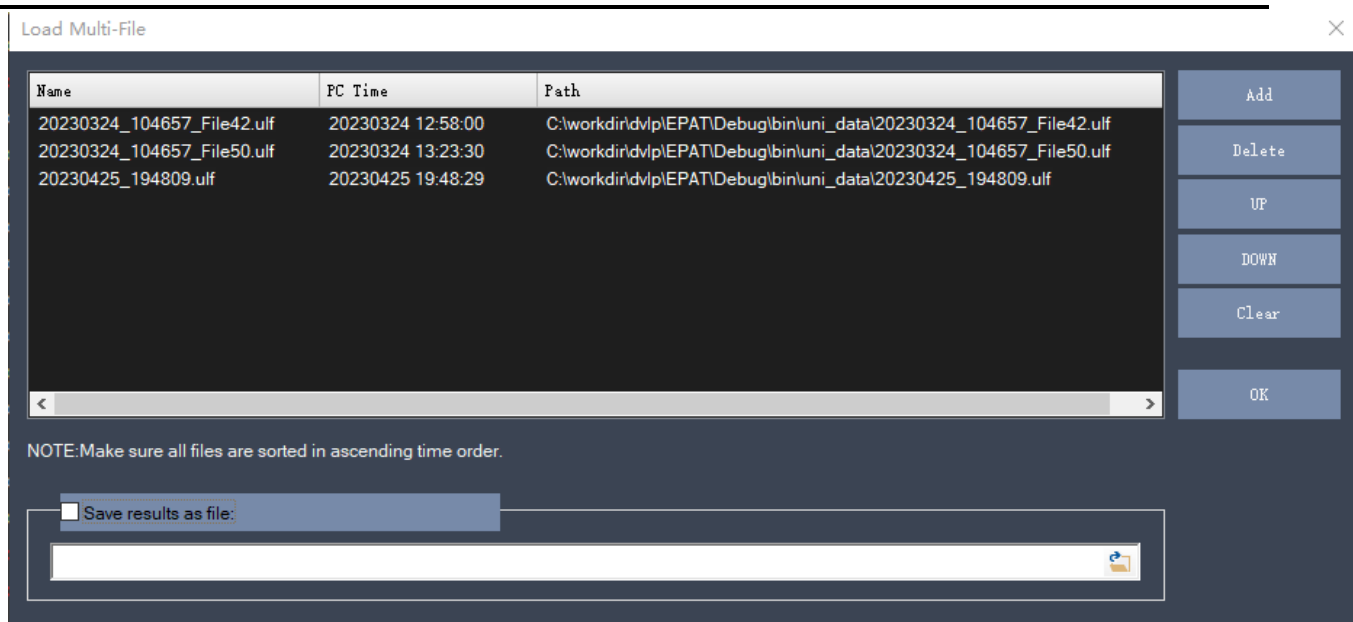 Load Multi-File
Name PC Time Path
20230324_104657_File42.ulf 20230324 12:58:00 C:\workdir\dvlp\EPAT\Debug\bin\uni_data\20230324_104657_File42.ulf
20230324_104657_File50.ulf 20230324 13:23:30 C:\workdir\dvlp\EPAT\Debug\bin\uni_data\20230324_104657_File50.ulf
20230425_194809.ulf 20230425 19:48:29 C:\workdir\dvlp\EPAT\Debug\bin\uni_data\20230425_194809.ulf
Add
Delete
UP
DOWN
Clear
OK
NOTE:Make sure all files are sorted in ascending time order.
Save results as file: